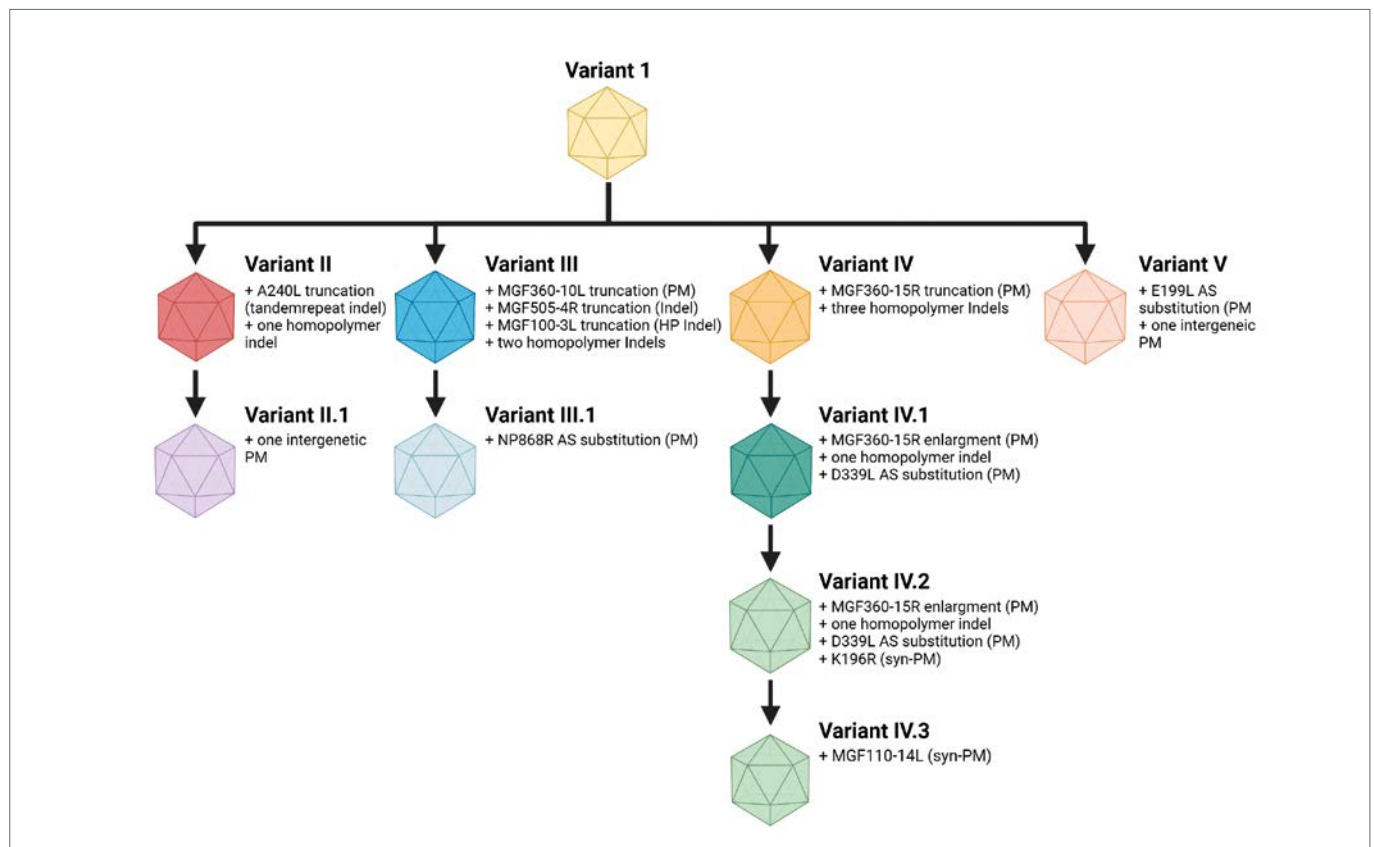 Variant 1
Variant II
+ A240L truncation
(tandemrepeat indel)
+ one homopolymer
indel
Variant III
+ MGF360-10L truncation (PM)
+ MGF505-4R truncation (Indel)
+ MGF100-3L truncation (HP Indel)
+ two homopolymer Indels
Variant IV
+ MGF360-15R truncation (PM)
+ three homopolymer Indels
Variant V
+ E199L AS
substitution (PM
+ one intergeneic
PM
Variant II.1
+ one intergenetic
PM
Variant III.1
+ NP868R AS substitution (PM)
Variant IV.1
+ MGF360-15R enlargment (PM)
+ one homopolymer indel
+ D339L AS substitution (PM)
Variant IV.2
+ MGF360-15R enlargment (PM)
+ one homopolymer indel
+ D339L AS substitution (PM)
+ K196R (syn-PM)
Variant IV.3
+ MGF110-14L (syn-PM)